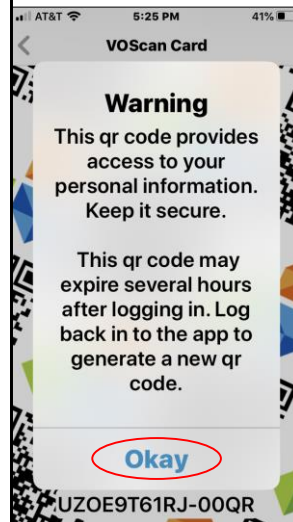 AT&T 5:25 PM 41%
VOScan Card
Warning
This qr code provides
access to your
personal information.
Keep it secure.
This qr code may
expire several hours
after logging in. Log
back in to the app to
generate a new qr
code.
Okay
UZOE9T61RJ-00QR